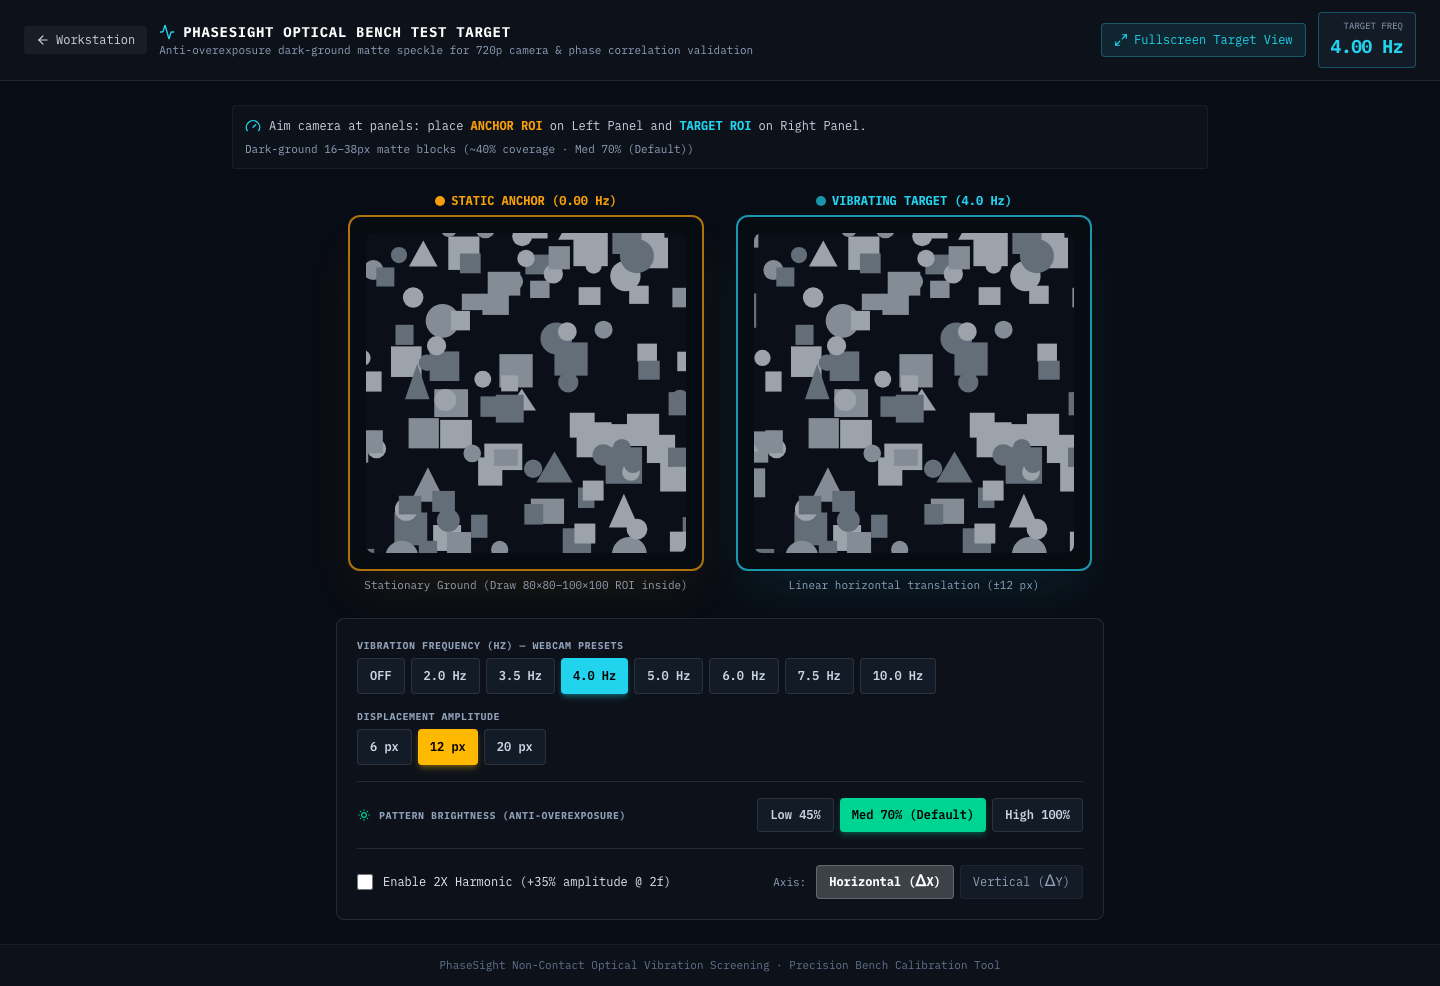 Workstation
PHASESIGHT OPTICAL BENCH TEST TARGET
Anti-overexposure dark-ground matte speckle for 720p camera & phase correlation validation
Fullscreen Target View
TARGET FREQ
4.00 Hz
Aim camera at panels: place ANCHOR ROI on Left Panel and TARGET ROI on Right Panel.
Dark-ground 16–38px matte blocks (~40% coverage · Med 70% (Default))
STATIC ANCHOR (0.00 Hz)
VIBRATING TARGET (4.0 Hz)
Stationary Ground (Draw 80×80–100×100 ROI inside)
Linear horizontal translation (±12 px)
VIBRATION FREQUENCY (HZ) — WEBCAM PRESETS
OFF
2.0 Hz
3.5 Hz
4.0 Hz
5.0 Hz
6.0 Hz
7.5 Hz
10.0 Hz
DISPLACEMENT AMPLITUDE
6 px
12 px
20 px
PATTERN BRIGHTNESS (ANTI-OVEREXPOSURE)
Low 45%
Med 70% (Default)
High 100%
Enable 2X Harmonic (+35% amplitude @ 2f)
Axis:
Horizontal (ΔX)
Vertical (ΔY)
PhaseSight Non-Contact Optical Vibration Screening · Precision Bench Calibration Tool